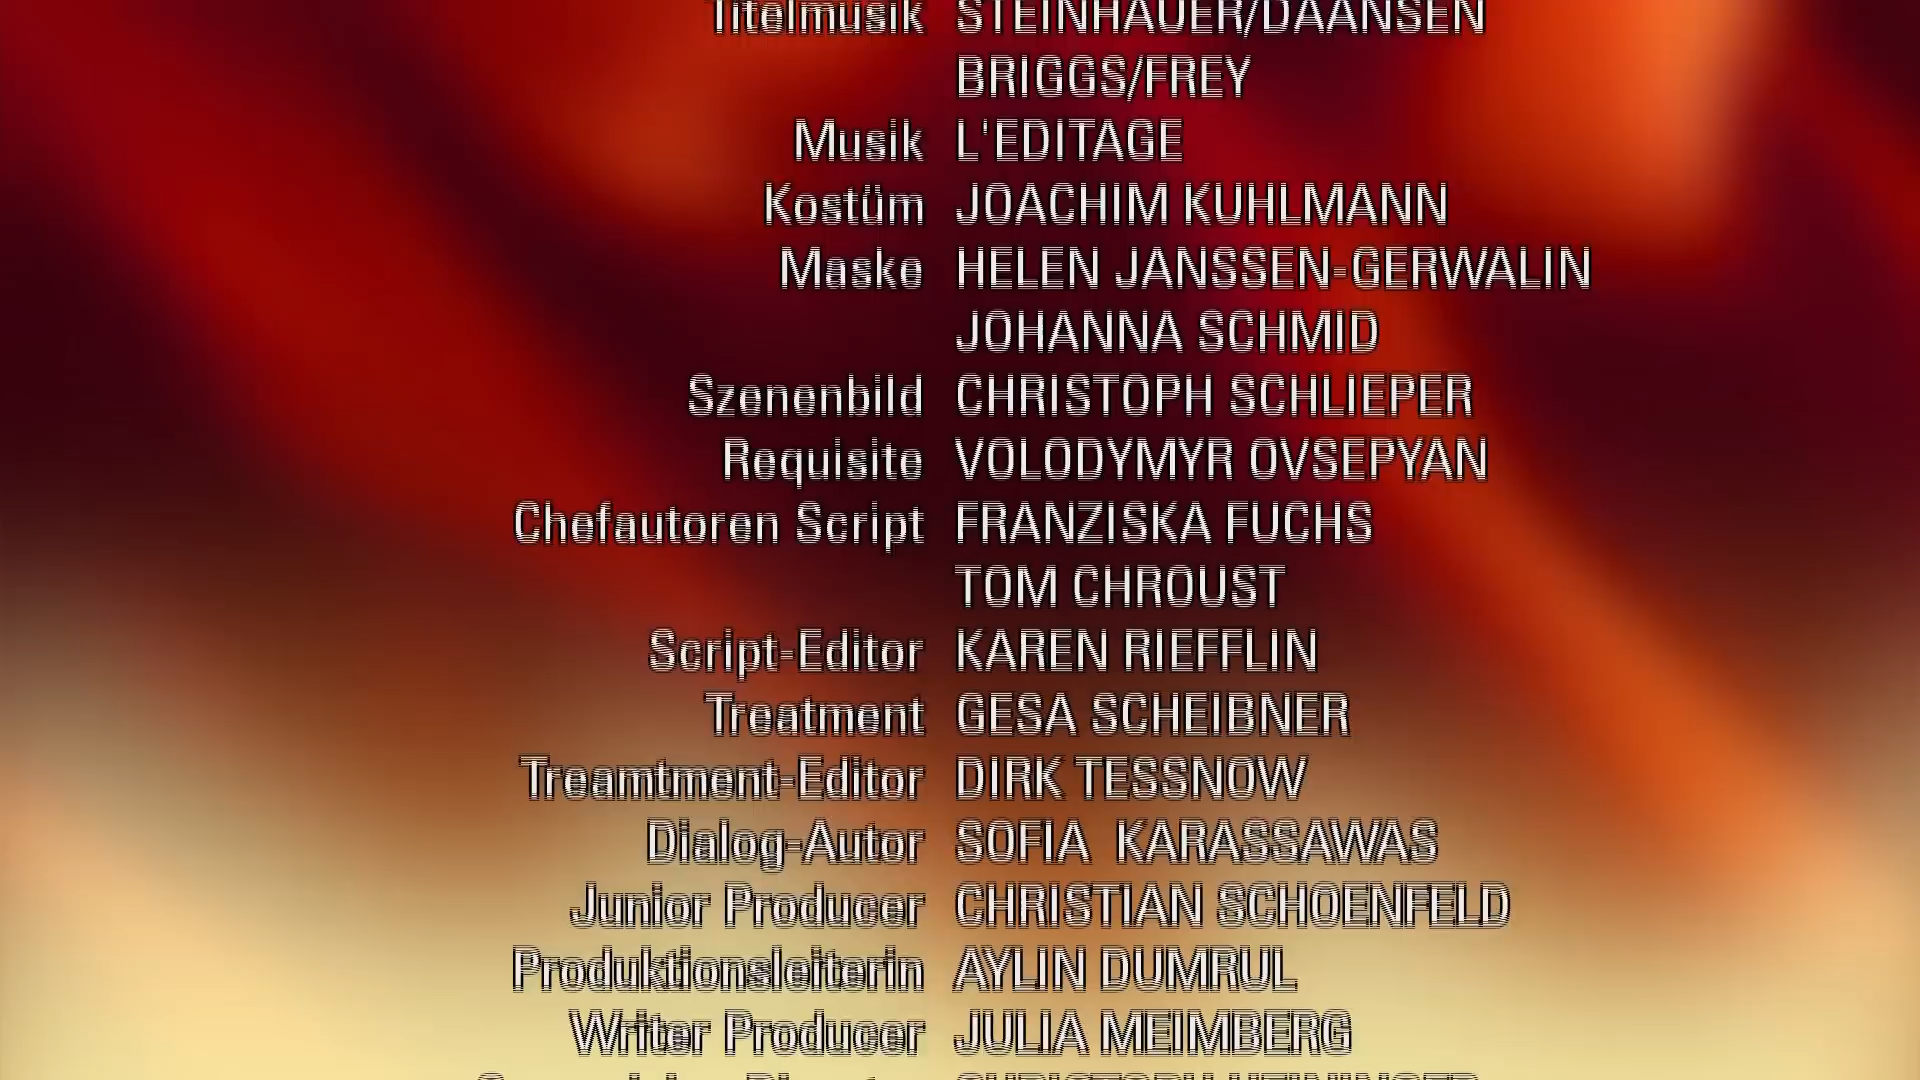 Titelmusik STEINHAUER/DAANSEN
BRIGGS/FREY
Musik L'EDITAGE
Kostüm JOACHIM KUHLMANN
Maske HELEN JANSSEN-GERWALIN
JOHANNA SCHMID
Szenenbild CHRISTOPH SCHLIEPER
Requisite VOLODYMYR OVSEPYAN
Chefautoren Script FRANZISKA FUCHS
TOM CHROUST
Script-Editor KAREN RIEFFLIN
Treatment GESA SCHEIBNER
Treamtment-Editor DIRK TESSNOW
Dialog-Autor SOFIA KARASSAWAS
Junior Producer CHRISTIAN SCHOENFELD
Produktionsleiterin AYLIN DUMRUL
Writer Producer JULIA MEIMBERG